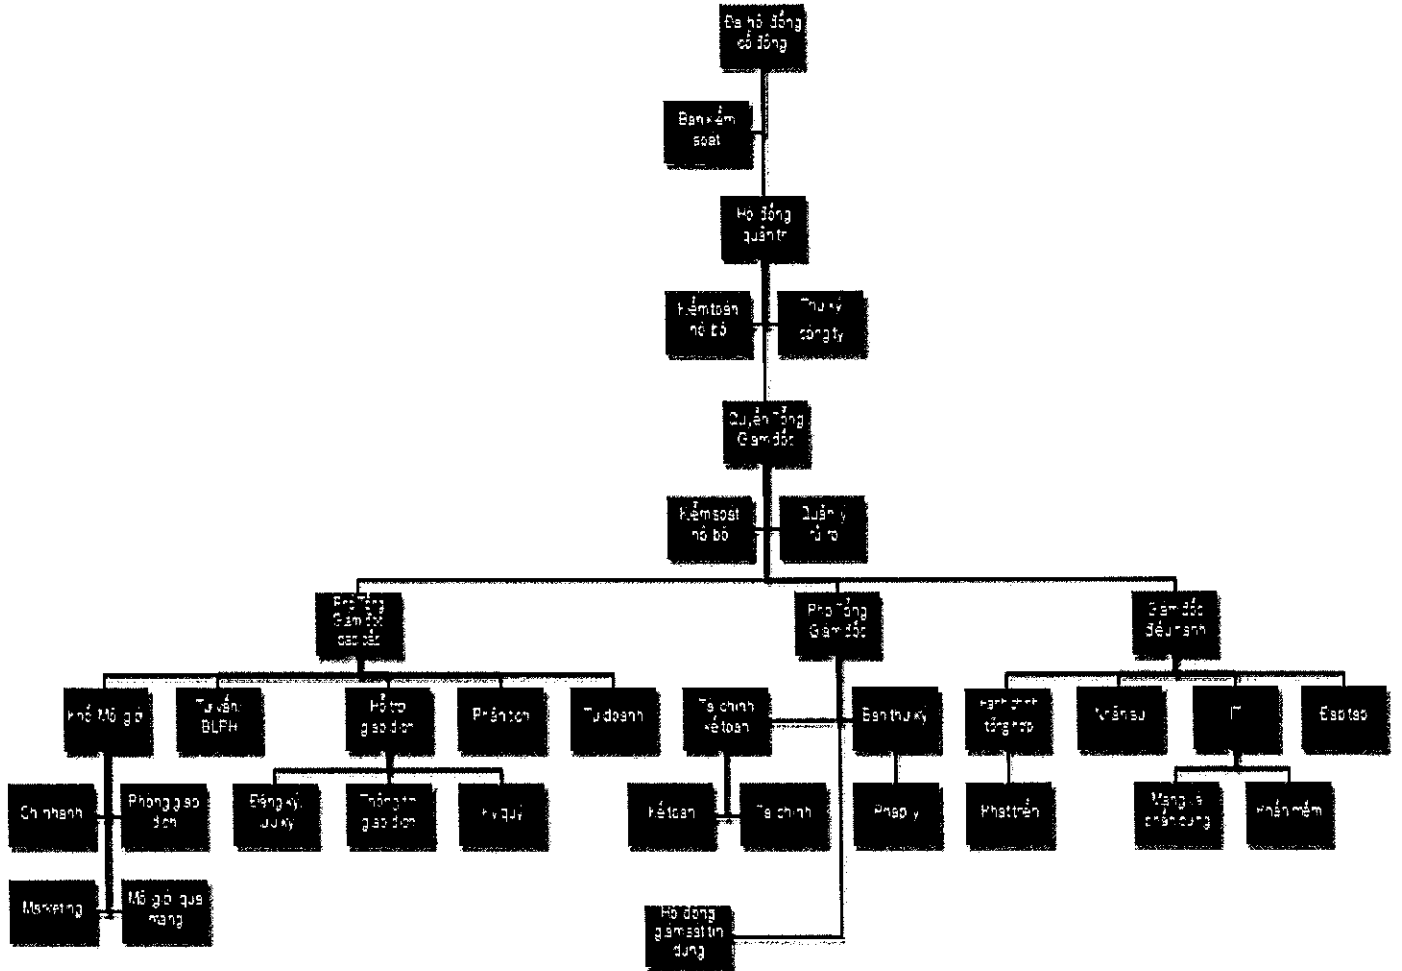 Đại hội đồng
cổ đông
Ban kiểm
soát
Hội đồng
quản trị
Kiểm toán
nội bộ
Thư ký
công ty
Quyền Tổng
Giám đốc
Kiểm soát
nội bộ
Quản lý
rủi ro
Phó Tổng
Giám đốc
cao cấp
Phó Tổng
Giám đốc
Giám đốc
điều hành
Khối Môi giới
Tư vấn
BLPH
Hỗ trợ
giao dịch
Phân tích
Tự doanh
Tài chính
kế toán
Ban thư ký
Hành chính
tổng hợp
Nhân sự
IT
Đào tạo
Chi nhánh
Phòng giao
dịch
Đăng ký,
lưu ký
Thông tin
giao dịch
Ký quỹ
Kế toán
Tài chính
Pháp lý
Phát triển
Mạng và
phần cứng
Phần mềm
Marketing
Môi giới qua
mạng
Hội đồng
giám sát tín
dụng